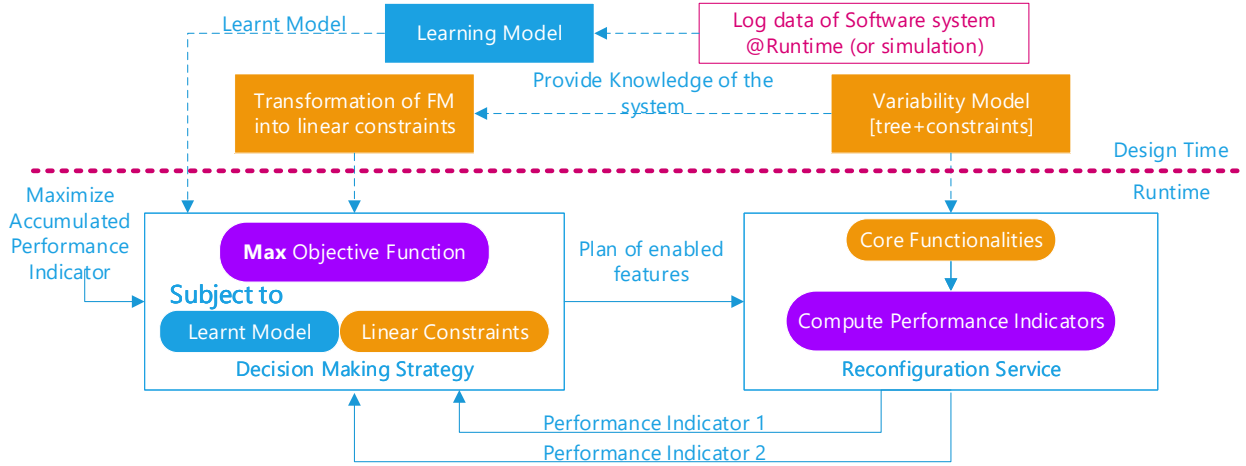 Learnt Model
Learning Model
Log data of Software system
@Runtime (or simulation)
Transformation of FM
into linear constraints
Provide Knowledge of the
system
Variability Model
[tree+constraints]
Design Time
Runtime
Maximize
Accumulated
Performance
Indicator
Max Objective Function
Subject to
Learnt Model
Linear Constraints
Decision Making Strategy
Plan of enabled
features
Core Functionalities
Compute Performance Indicators
Reconfiguration Service
Performance Indicator 1
Performance Indicator 2